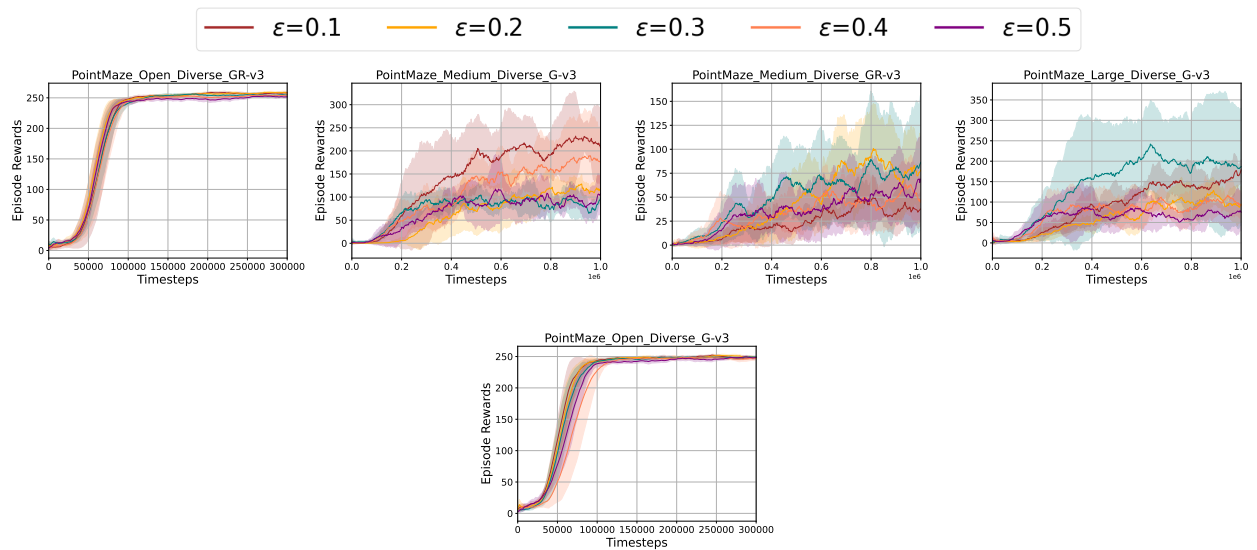 ε=0.1 ε=0.2 ε=0.3 ε=0.4 ε=0.5
PointMaze_Open_Diverse_GR-v3
Episode Rewards
250
200
150
100
50
0
0 50000 100000 150000 200000 250000 300000
Timesteps
PointMaze_Medium_Diverse_G-v3
Episode Rewards
300
250
200
150
100
50
0
0.0 0.2 0.4 0.6 0.8 1.0
1e6
Timesteps
PointMaze_Medium_Diverse_GR-v3
Episode Rewards
150
125
100
75
50
25
0
0.0 0.2 0.4 0.6 0.8 1.0
1e6
Timesteps
PointMaze_Large_Diverse_G-v3
Episode Rewards
350
300
250
200
150
100
50
0
0.0 0.2 0.4 0.6 0.8 1.0
1e6
Timesteps
PointMaze_Open_Diverse_G-v3
Episode Rewards
250
200
150
100
50
0
0 50000 100000 150000 200000 250000 300000
Timesteps